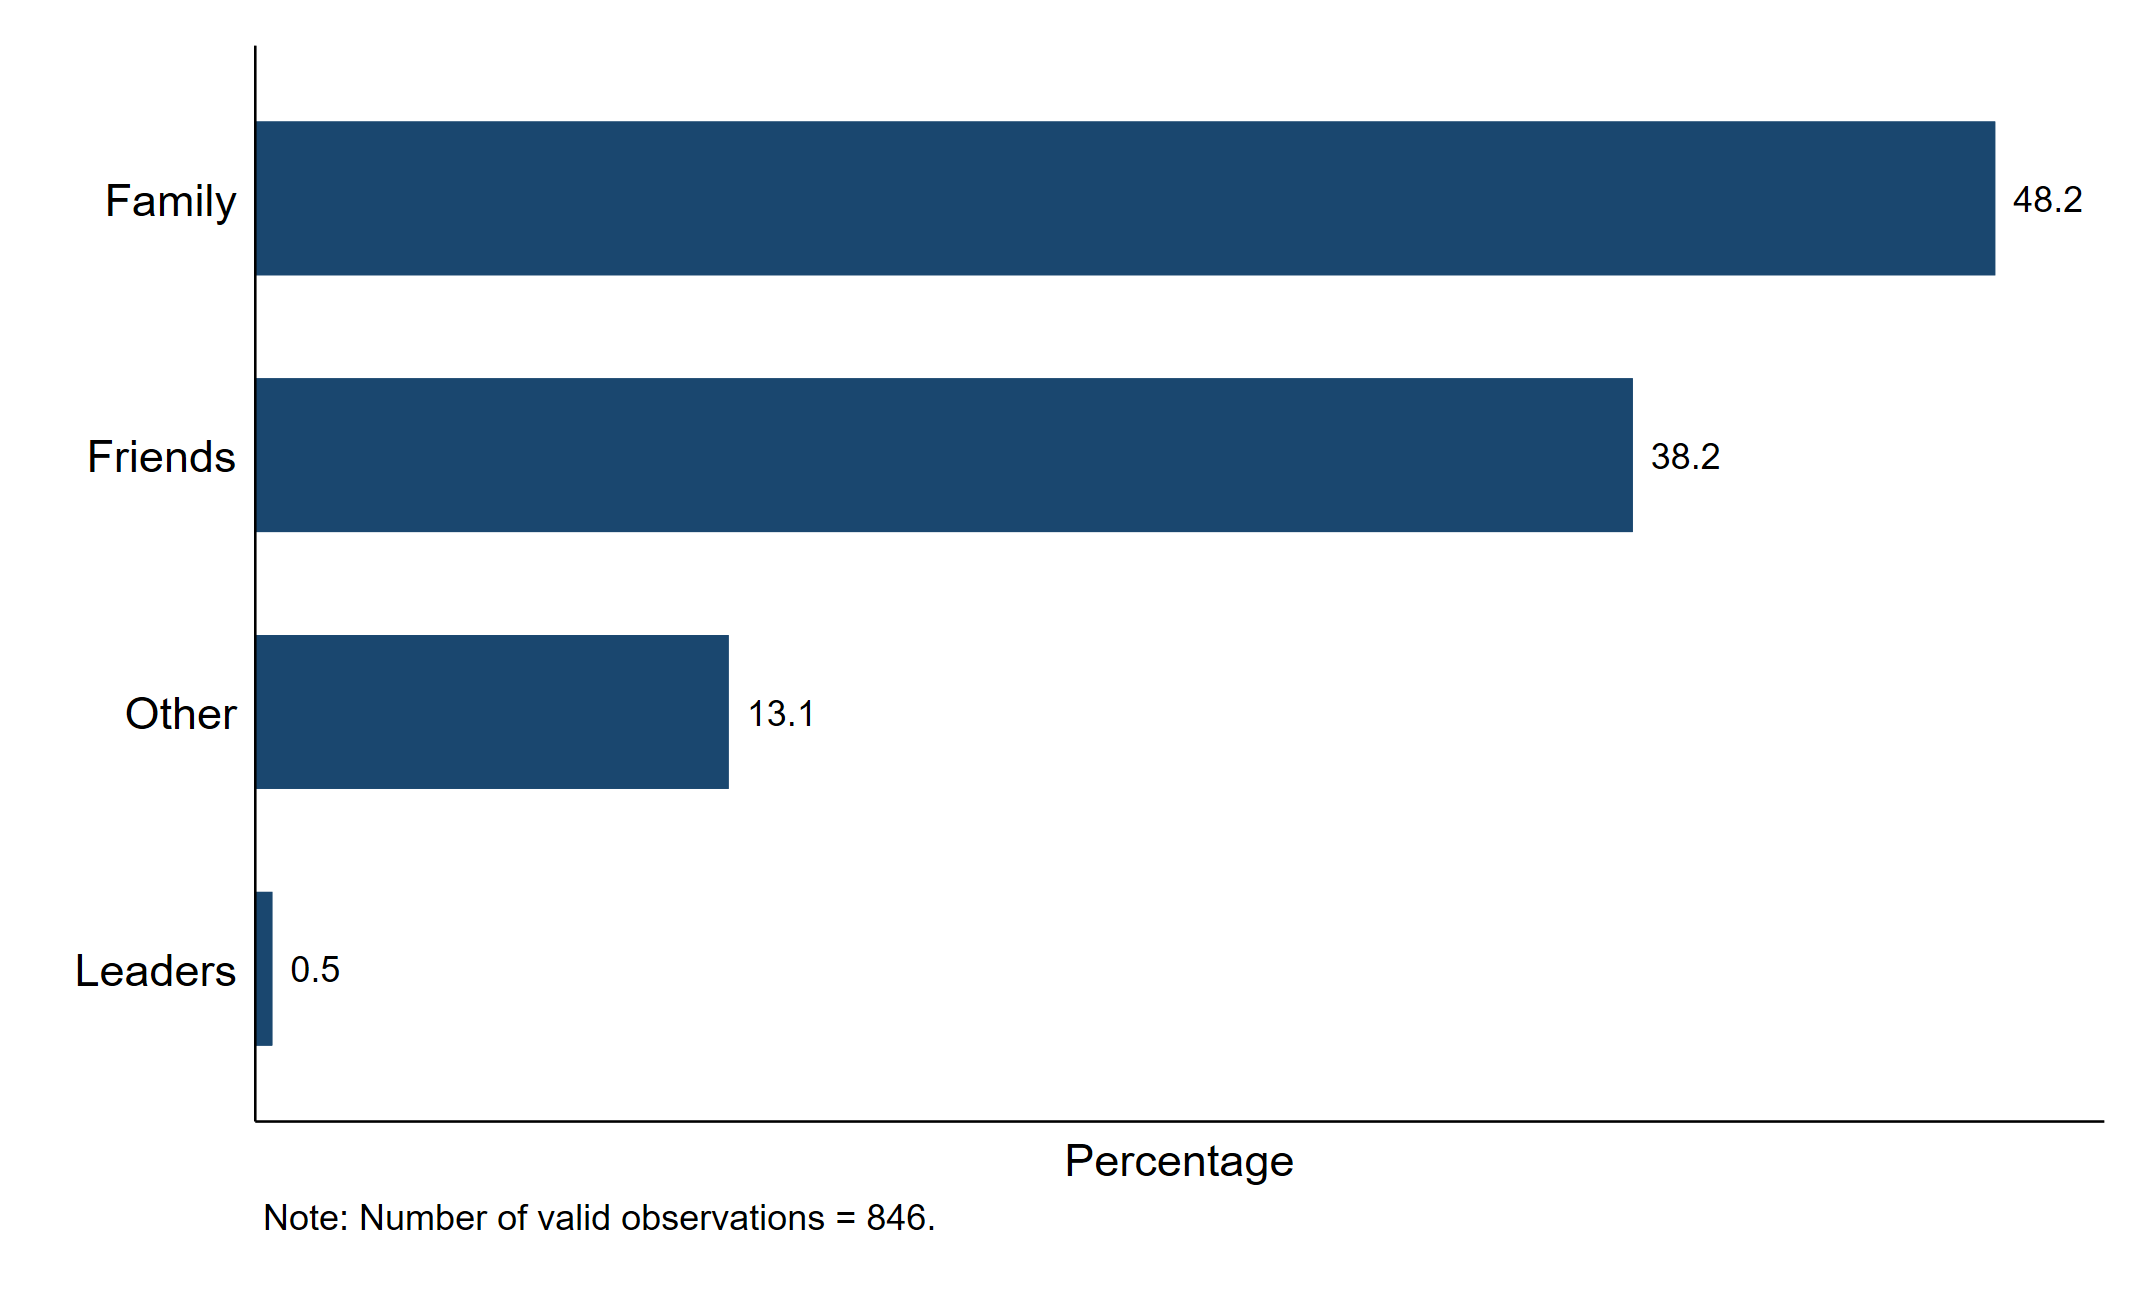 Family
48.2
Friends
38.2
Other
13.1
Leaders
0.5
Percentage
Note: Number of valid observations = 846.